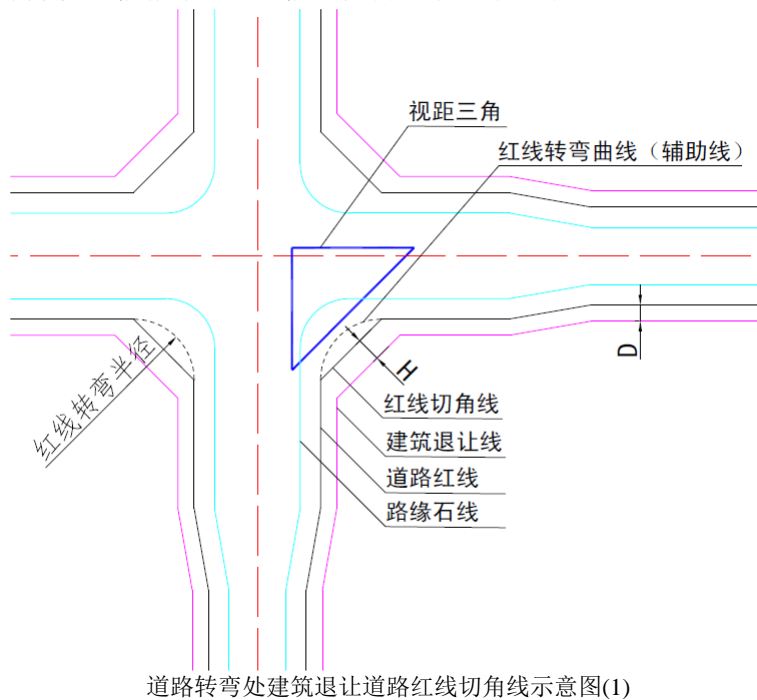 视距三角
红线转弯曲线（辅助线）
D
H
红线转弯半径
红线切角线
建筑退让线
道路红线
路缘石线
道路转弯处建筑退让道路红线切角线示意图(1)